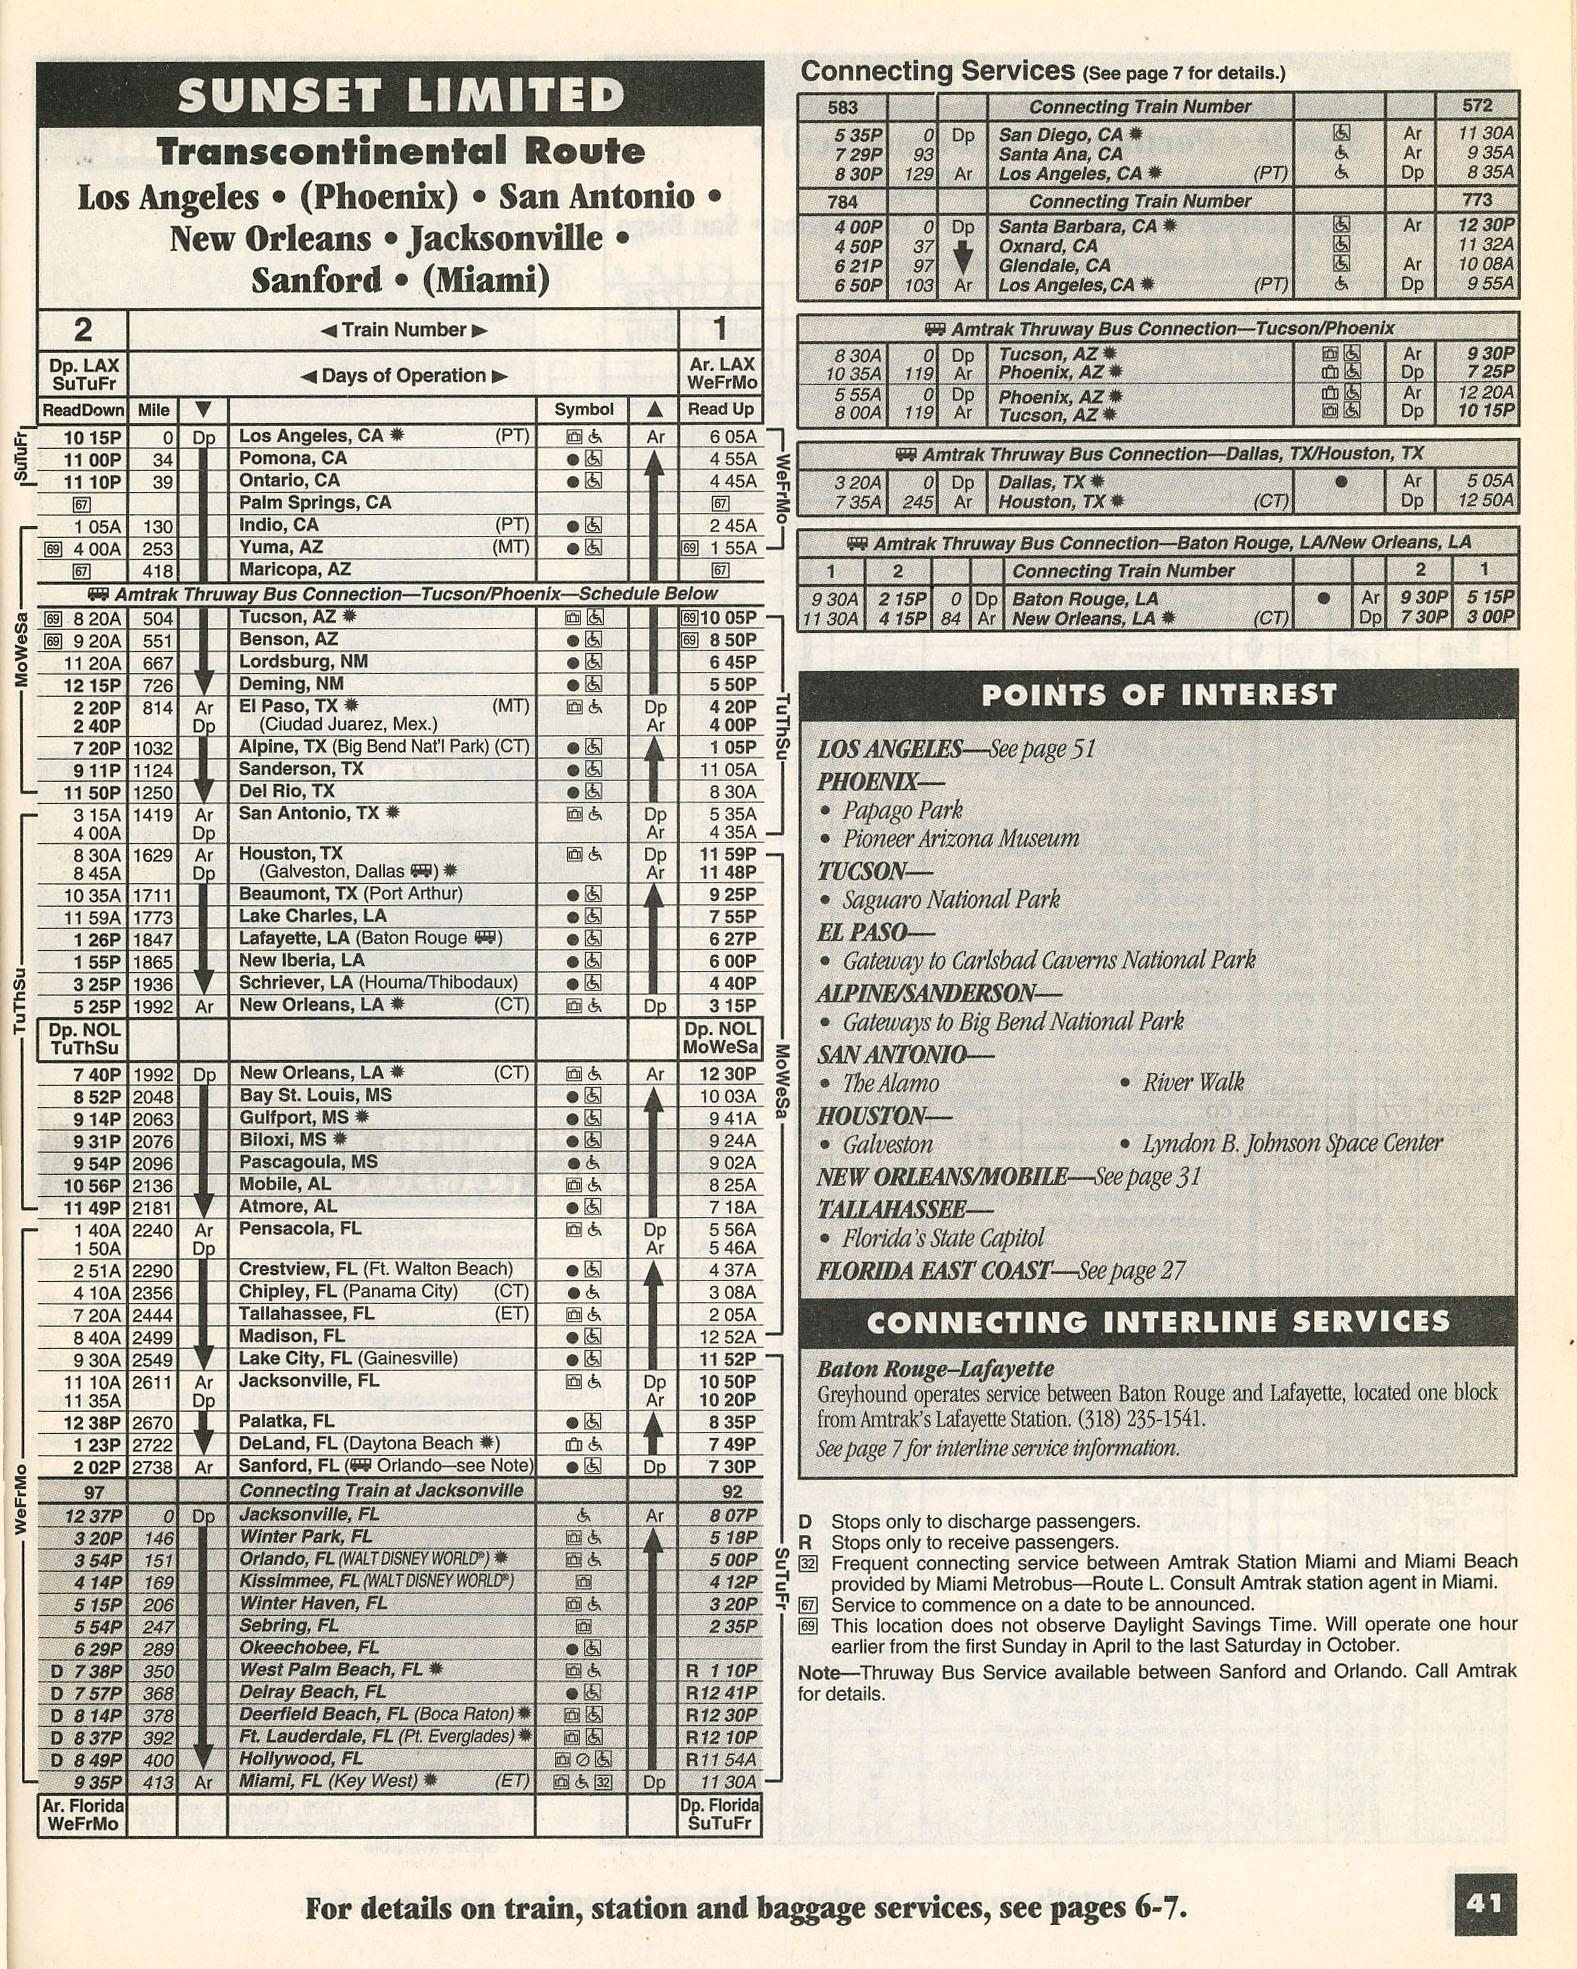 SUNSET LIMITED
Transcontinental Route
Los Angeles • (Phoenix) • San Antonio •
New Orleans • Jacksonville •
Sanford • (Miami)
2 ◄ Train Number ► 1
Dp. LAX SuTuFr ◄ Days of Operation ► Ar. LAX WeFrMo
ReadDown Mile ▼ Symbol ▲ Read Up
10 15P 0 Dp Los Angeles, CA ✹ (PT) Ar 6 05A
11 00P 34 Pomona, CA ● 4 55A
11 10P 39 Ontario, CA ● 4 45A
67 Palm Springs, CA 67
1 05A 130 Indio, CA (PT) ● 2 45A
69 4 00A 253 Yuma, AZ (MT) ● 69 1 55A
67 418 Maricopa, AZ 67
Amtrak Thruway Bus Connection—Tucson/Phoenix—Schedule Below
69 8 20A 504 Tucson, AZ ✹ 69 10 05P
69 9 20A 551 Benson, AZ ● 69 8 50P
11 20A 667 Lordsburg, NM ● 6 45P
12 15P 726 Deming, NM ● 5 50P
2 20P 814 Ar El Paso, TX ✹ (MT) Dp 4 20P
2 40P Dp (Ciudad Juarez, Mex.) Ar 4 00P
7 20P 1032 Alpine, TX (Big Bend Nat'l Park) (CT) ● 1 05P
9 11P 1124 Sanderson, TX ● 11 05A
11 50P 1250 Del Rio, TX ● 8 30A
3 15A 1419 Ar San Antonio, TX ✹ Dp 5 35A
4 00A Dp Ar 4 35A
8 30A 1629 Ar Houston, TX Dp 11 59P
8 45A Dp (Galveston, Dallas) ✹ Ar 11 48P
10 35A 1711 Beaumont, TX (Port Arthur) ● 9 25P
11 59A 1773 Lake Charles, LA ● 7 55P
1 26P 1847 Lafayette, LA (Baton Rouge) ● 6 27P
1 55P 1865 New Iberia, LA ● 6 00P
3 25P 1936 Schriever, LA (Houma/Thibodaux) ● 4 40P
5 25P 1992 Ar New Orleans, LA ✹ (CT) Dp 3 15P
Dp. NOL TuThSu Dp. NOL MoWeSa
7 40P 1992 Dp New Orleans, LA ✹ (CT) Ar 12 30P
8 52P 2048 Bay St. Louis, MS ● 10 03A
9 14P 2063 Gulfport, MS ✹ ● 9 41A
9 31P 2076 Biloxi, MS ✹ ● 9 24A
9 54P 2096 Pascagoula, MS ● 9 02A
10 56P 2136 Mobile, AL 8 25A
11 49P 2181 Atmore, AL ● 7 18A
1 40A 2240 Ar Pensacola, FL Dp 5 56A
1 50A Dp Ar 5 46A
2 51A 2290 Crestview, FL (Ft. Walton Beach) ● 4 37A
4 10A 2356 Chipley, FL (Panama City) (CT) ● 3 08A
7 20A 2444 Tallahassee, FL (ET) 2 05A
8 40A 2499 Madison, FL ● 12 52A
9 30A 2549 Lake City, FL (Gainesville) ● 11 52P
11 10A 2611 Ar Jacksonville, FL Dp 10 50P
11 35A Dp Ar 10 20P
12 38P 2670 Palatka, FL ● 8 35P
1 23P 2722 DeLand, FL (Daytona Beach ✹) 7 49P
2 02P 2738 Ar Sanford, FL (Orlando—see Note) ● Dp 7 30P
97 Connecting Train at Jacksonville 92
12 37P 0 Dp Jacksonville, FL Ar 8 07P
3 20P 146 Winter Park, FL 5 18P
3 54P 151 Orlando, FL (WALT DISNEY WORLD®) ✹ 5 00P
4 14P 169 Kissimmee, FL (WALT DISNEY WORLD®) 4 12P
5 15P 206 Winter Haven, FL 3 20P
5 54P 247 Sebring, FL 2 35P
6 29P 289 Okeechobee, FL ●
D 7 38P 350 West Palm Beach, FL ✹ R 1 10P
D 7 57P 368 Delray Beach, FL ● R12 41P
D 8 14P 378 Deerfield Beach, FL (Boca Raton) ✹ R12 30P
D 8 37P 392 Ft. Lauderdale, FL (Pt. Everglades) ✹ R12 10P
D 8 49P 400 Hollywood, FL R11 54A
9 35P 413 Ar Miami, FL (Key West) ✹ (ET) 32 Dp 11 30A
Ar. Florida WeFrMo Dp. Florida SuTuFr
SuTuFr
MoWeSa
TuThSu
WeFrMo
WeFrMo
TuThSu
MoWeSa
SuTuFr
Connecting Services (See page 7 for details.)
583 Connecting Train Number 572
5 35P 0 Dp San Diego, CA ✹ Ar 11 30A
7 29P 93 Santa Ana, CA Ar 9 35A
8 30P 129 Ar Los Angeles, CA ✹ (PT) Dp 8 35A
784 Connecting Train Number 773
4 00P 0 Dp Santa Barbara, CA ✹ Ar 12 30P
4 50P 37 Oxnard, CA 11 32A
6 21P 97 Glendale, CA Ar 10 08A
6 50P 103 Ar Los Angeles, CA ✹ (PT) Dp 9 55A
Amtrak Thruway Bus Connection—Tucson/Phoenix
8 30A 0 Dp Tucson, AZ ✹ Ar 9 30P
10 35A 119 Ar Phoenix, AZ ✹ Dp 7 25P
5 55A 0 Dp Phoenix, AZ ✹ Ar 12 20A
8 00A 119 Ar Tucson, AZ ✹ Dp 10 15P
Amtrak Thruway Bus Connection—Dallas, TX/Houston, TX
3 20A 0 Dp Dallas, TX ✹ ● Ar 5 05A
7 35A 245 Ar Houston, TX ✹ (CT) Dp 12 50A
Amtrak Thruway Bus Connection—Baton Rouge, LA/New Orleans, LA
1 2 Connecting Train Number 2 1
9 30A 2 15P 0 Dp Baton Rouge, LA ● Ar 9 30P 5 15P
11 30A 4 15P 84 Ar New Orleans, LA ✹ (CT) Dp 7 30P 3 00P
POINTS OF INTEREST
LOS ANGELES—See page 51
PHOENIX—
• Papago Park
• Pioneer Arizona Museum
TUCSON—
• Saguaro National Park
EL PASO—
• Gateway to Carlsbad Caverns National Park
ALPINE/SANDERSON—
• Gateways to Big Bend National Park
SAN ANTONIO—
• The Alamo • River Walk
HOUSTON—
• Galveston • Lyndon B. Johnson Space Center
NEW ORLEANS/MOBILE—See page 31
TALLAHASSEE—
• Florida's State Capitol
FLORIDA EAST COAST—See page 27
CONNECTING INTERLINE SERVICES
Baton Rouge–Lafayette
Greyhound operates service between Baton Rouge and Lafayette, located one block
from Amtrak's Lafayette Station. (318) 235-1541.
See page 7 for interline service information.
D Stops only to discharge passengers.
R Stops only to receive passengers.
32 Frequent connecting service between Amtrak Station Miami and Miami Beach
provided by Miami Metrobus—Route L. Consult Amtrak station agent in Miami.
67 Service to commence on a date to be announced.
69 This location does not observe Daylight Savings Time. Will operate one hour
earlier from the first Sunday in April to the last Saturday in October.
Note—Thruway Bus Service available between Sanford and Orlando. Call Amtrak
for details.
For details on train, station and baggage services, see pages 6-7.
41